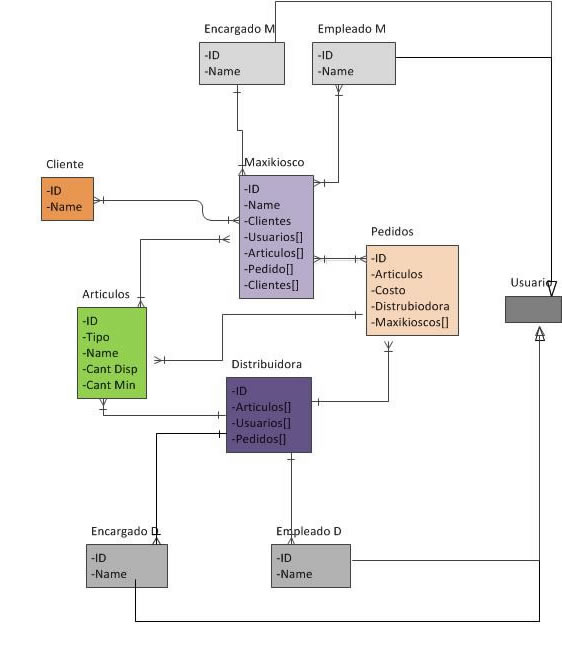 Encargado M
-ID
-Name
Empleado M
-ID
-Name
Cliente
-ID
-Name
Maxikiosco
-ID
-Name
-Clientes
-Usuarios[]
-Articulos[]
-Pedido[]
-Clientes[]
Pedidos
-ID
-Articulos
-Costo
-Distrubiodora
-Maxikioscos[]
Usuario
Articulos
-ID
-Tipo
-Name
-Cant Disp
-Cant Min
Distribuidora
-ID
-Articulos[]
-Usuarios[]
-Pedidos[]
Encargado D
-ID
-Name
Empleado D
-ID
-Name